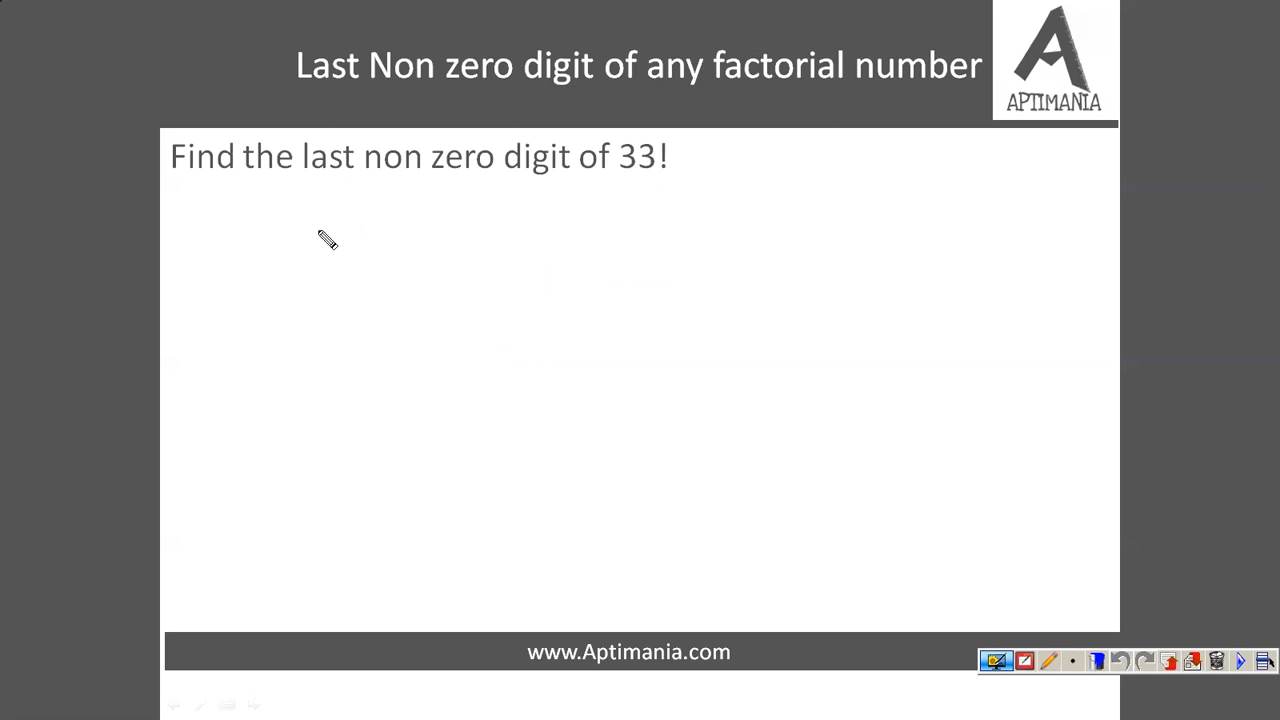 Last Non zero digit of any factorial number
APTIMANIA
Find the last non zero digit of 33!
www.Aptimania.com